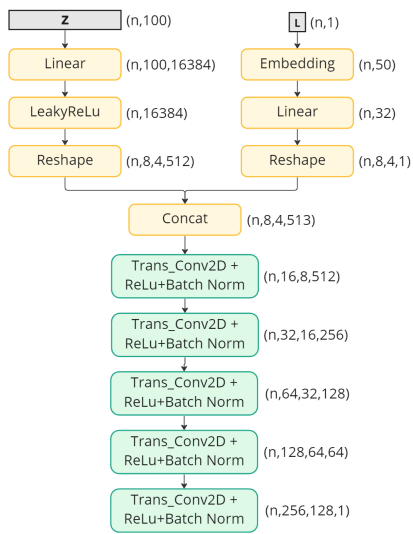 Z (n,100)
L (n,1)
Linear (n,100,16384)
Embedding (n,50)
LeakyReLu (n,16384)
Linear (n,32)
Reshape (n,8,4,512)
Reshape (n,8,4,1)
Concat (n,8,4,513)
Trans_Conv2D +
ReLu+Batch Norm
(n,16,8,512)
Trans_Conv2D +
ReLu+Batch Norm
(n,32,16,256)
Trans_Conv2D +
ReLu+Batch Norm
(n,64,32,128)
Trans_Conv2D +
ReLu+Batch Norm
(n,128,64,64)
Trans_Conv2D +
ReLu+Batch Norm
(n,256,128,1)